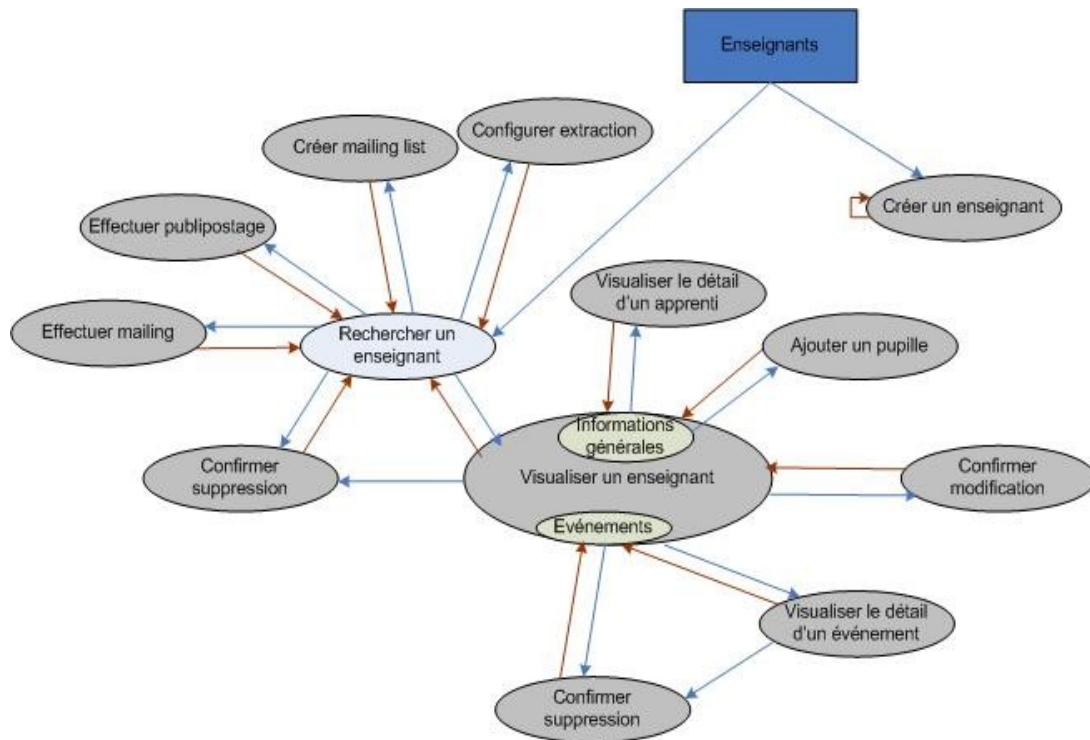 Enseignants
Configurer extraction
Créer mailing list
Créer un enseignant
Effectuer publipostage
Visualiser le détail
d'un apprenti
Effectuer mailing
Rechercher un
enseignant
Ajouter un pupille
Informations
générales
Confirmer
suppression
Visualiser un enseignant
Confirmer
modification
Evénements
Visualiser le détail
d'un événement
Confirmer
suppression